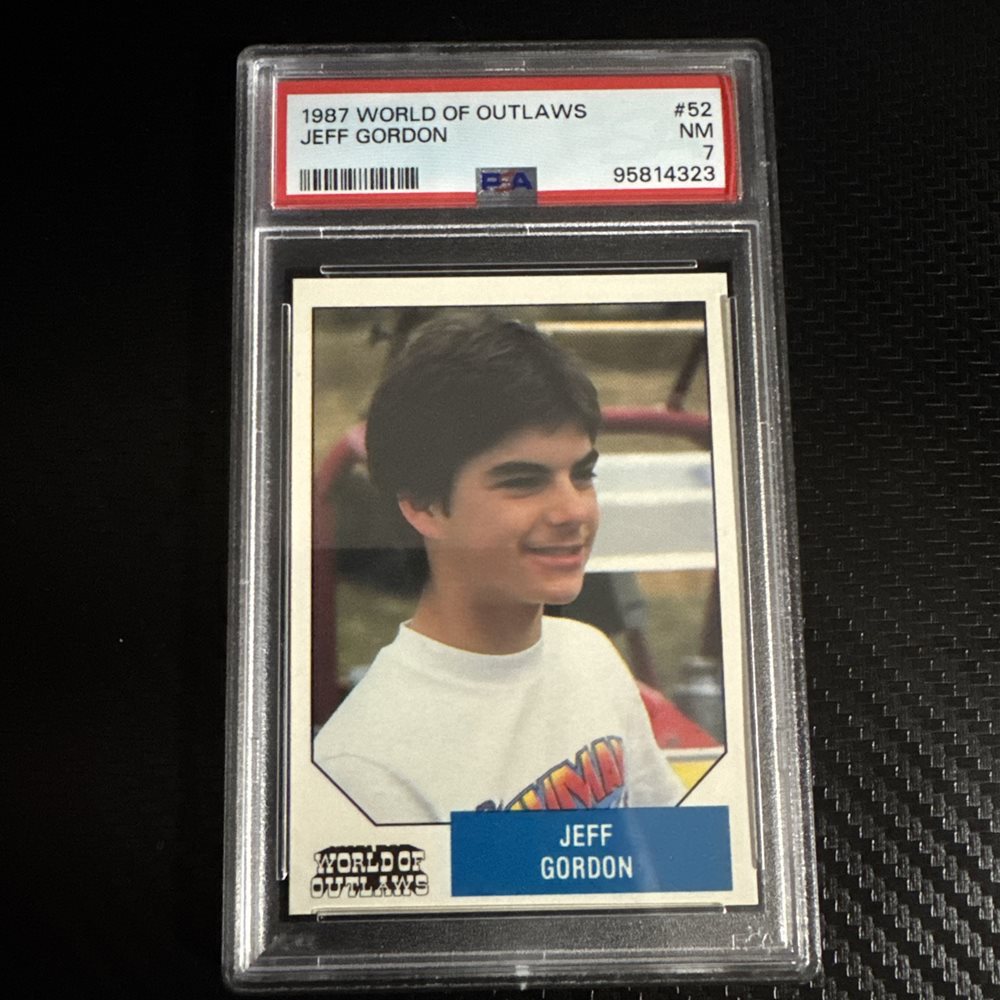 1987 WORLD OF OUTLAWS #52
JEFF GORDON NM
7
95814323
PSA
JEFF
GORDON
WORLD OF
OUTLAWS